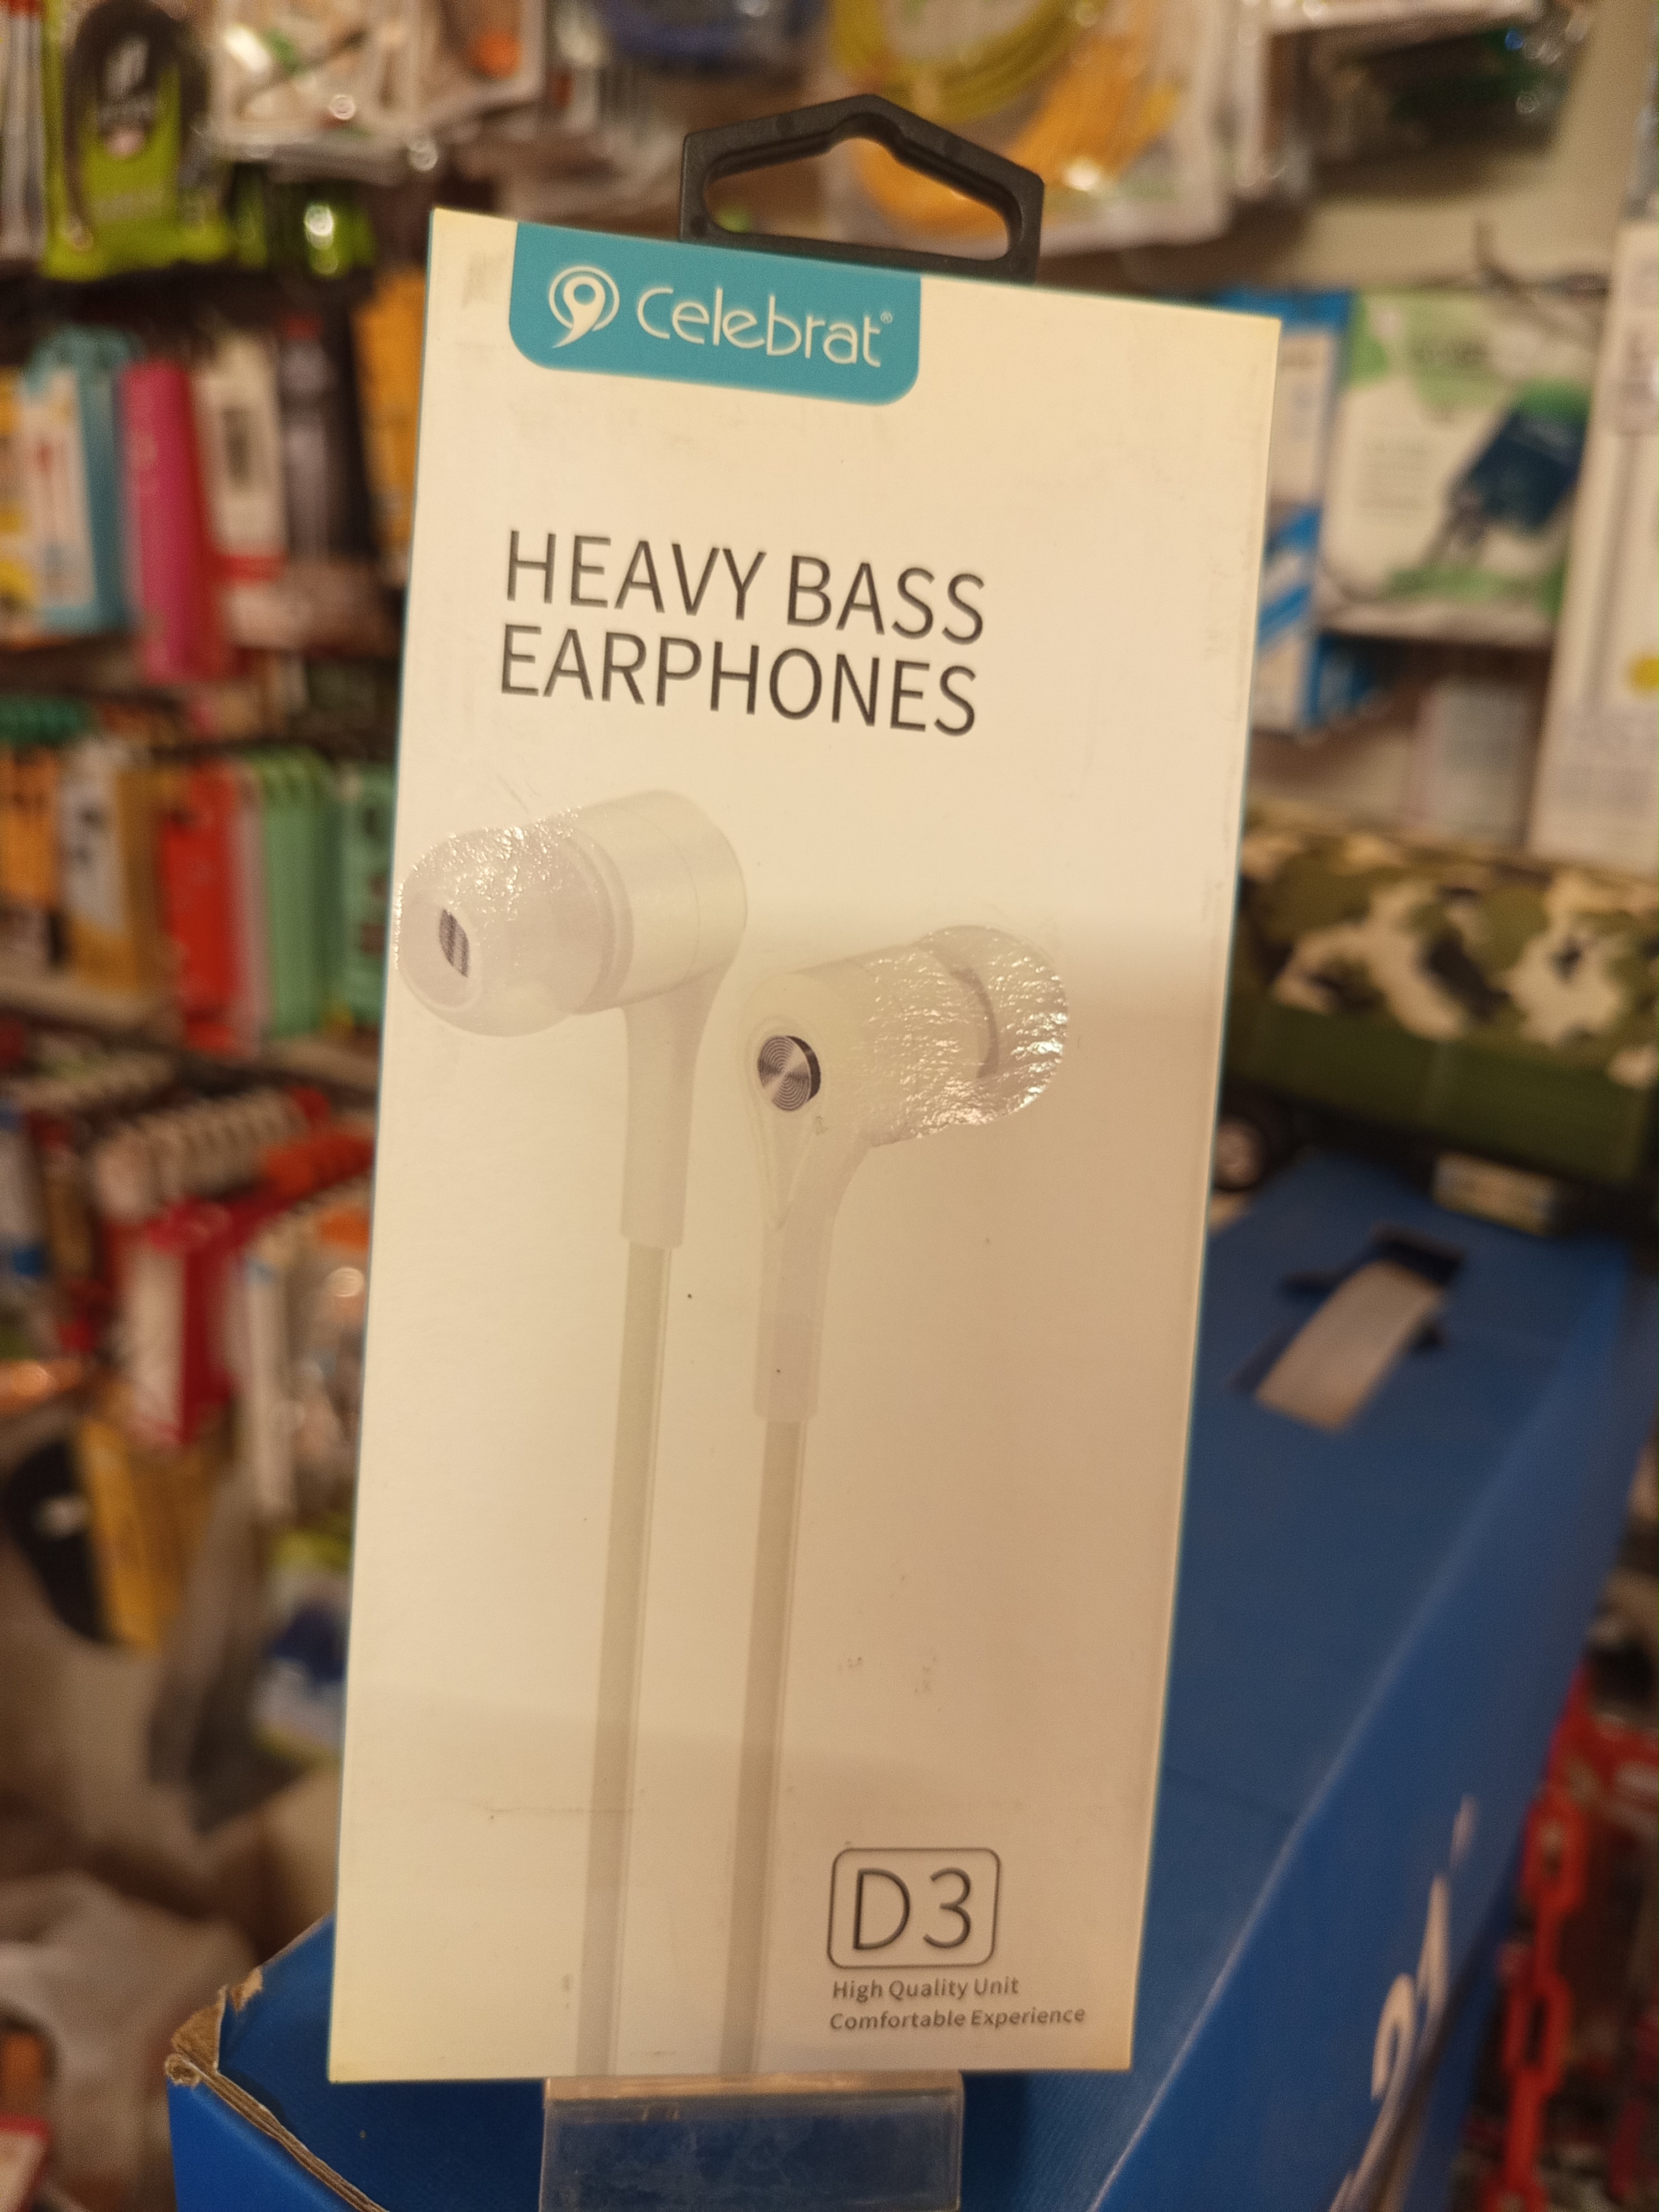 Celebrat®
HEAVY BASS
EARPHONES
D3
High Quality Unit
Comfortable Experience